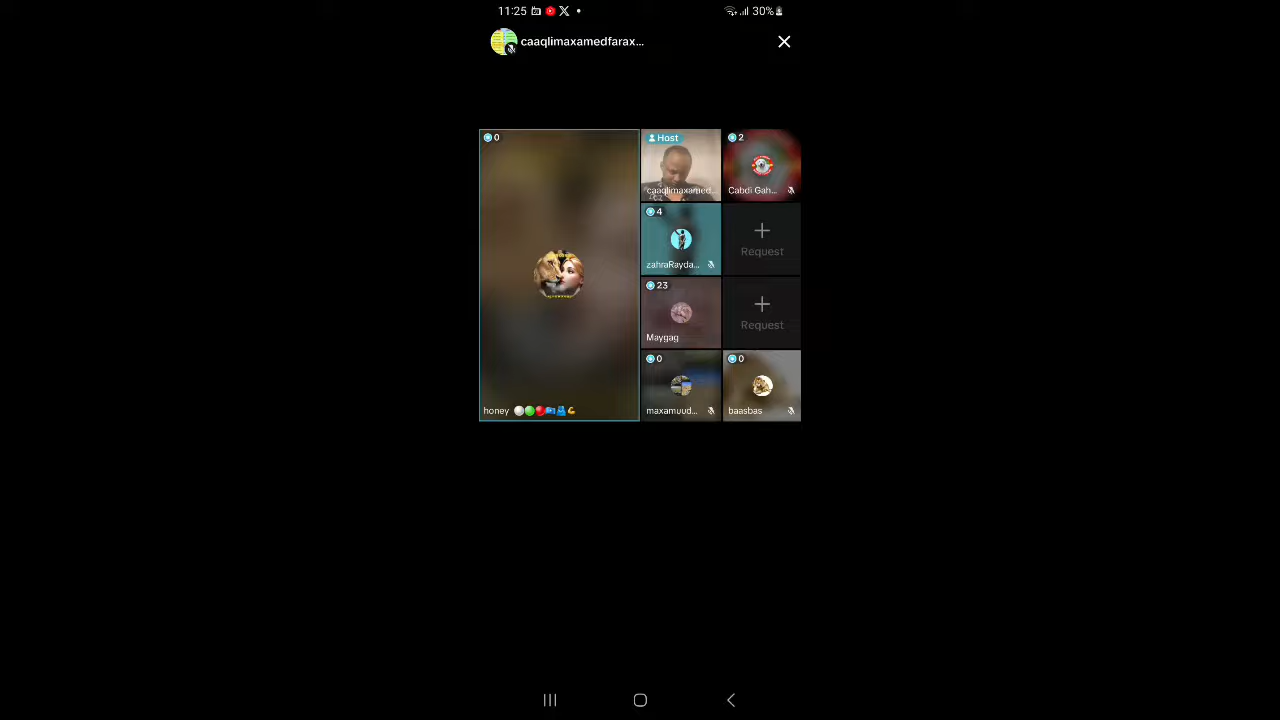 11:25
30%
caaqlimaxamedfarax...
0
Host
caaqlimaxamed...
2
Cabdi Gah...
4
zahraRayda...
Request
23
Maygag
Request
0
maxamuud...
0
baasbas
honey